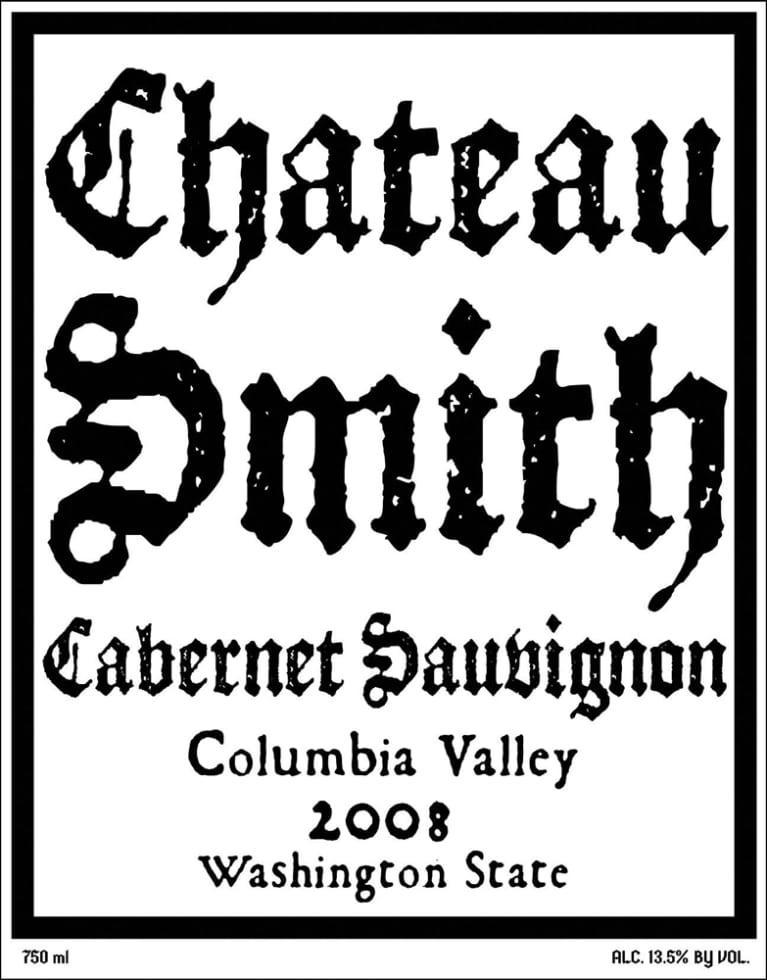 Chateau
Smith
Cabernet Sauvignon
Columbia Valley
2008
Washington State
750 ml
ALC. 13.5% BY VOL.